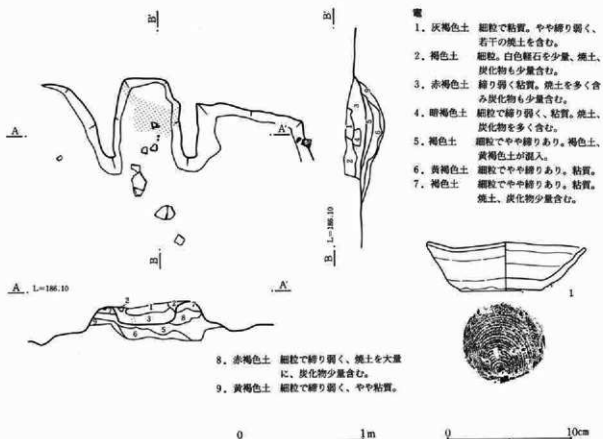 竈
1．灰褐色土　細粒で粘質。やや締り弱く、
若干の焼土を含む。
2．褐色土　細粒。白色軽石を少量、焼土、
炭化物も少量含む。
3．赤褐色土　締り弱く粘質。焼土を多く含
み炭化物も少量含む。
4．暗褐色土　細粒で締り弱く、粘質。焼土、
炭化物を多く含む。
5．褐色土　細粒でやや締りあり。褐色土、
黄褐色土が混入。
6．黄褐色土　細粒でやや締りあり。粘質。
7．褐色土　細粒でやや締りあり。粘質。
焼土、炭化物少量含む。
B'
B'
A
A'
B
B L=186.10
A L=186.10
A'
2
1
3
8
6
5
1
8．赤褐色土　細粒で締り弱く、焼土を大量
に、炭化物少量含む。
9．黄褐色土　細粒で締り弱く、やや粘質。
0 1m
0 10cm